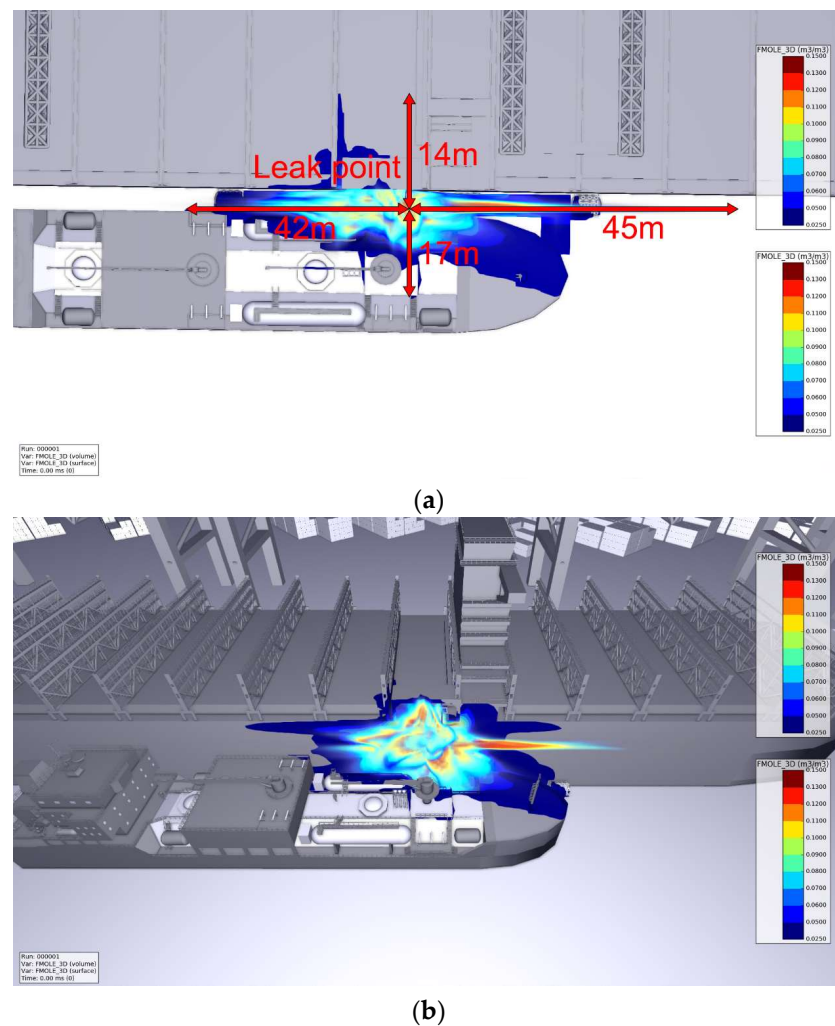 FMOLE_3D (m3/m3)
0.1500
0.1300
0.1200
0.1100
0.1000
0.0900
0.0800
0.0700
0.0600
0.0500
0.0250
14m
Leak point
42m
45m
17m
FMOLE_3D (m3/m3)
0.1500
0.1300
0.1200
0.1100
0.1000
0.0900
0.0800
0.0700
0.0600
0.0500
0.0250
Run: 000001
Var: FMOLE_3D (volume)
Var: FMOLE_3D (surface)
Time: 0.00 ms (0)
(a)
FMOLE_3D (m3/m3)
0.1500
0.1300
0.1200
0.1100
0.1000
0.0900
0.0800
0.0700
0.0600
0.0500
0.0250
FMOLE_3D (m3/m3)
0.1500
0.1300
0.1200
0.1100
0.1000
0.0900
0.0800
0.0700
0.0600
0.0500
0.0250
Run: 000001
Var: FMOLE_3D (volume)
Var: FMOLE_3D (surface)
Time: 0.00 ms (0)
(b)